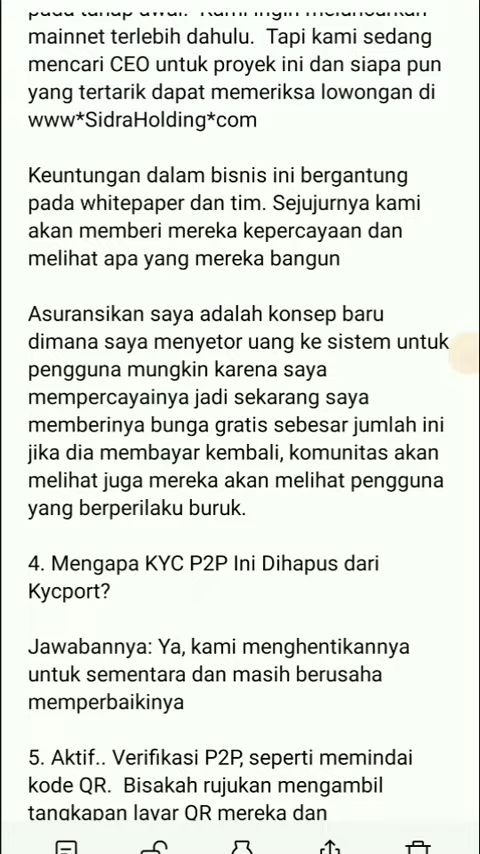 pada tahap awal. Kami ingin meluncurkan
mainnet terlebih dahulu. Tapi kami sedang
mencari CEO untuk proyek ini dan siapa pun
yang tertarik dapat memeriksa lowongan di
www*SidraHolding*com
Keuntungan dalam bisnis ini bergantung
pada whitepaper dan tim. Sejujurnya kami
akan memberi mereka kepercayaan dan
melihat apa yang mereka bangun
Asuransikan saya adalah konsep baru
dimana saya menyetor uang ke sistem untuk
pengguna mungkin karena saya
mempercayainya jadi sekarang saya
memberinya bunga gratis sebesar jumlah ini
jika dia membayar kembali, komunitas akan
melihat juga mereka akan melihat pengguna
yang berperilaku buruk.
4. Mengapa KYC P2P Ini Dihapus dari
Kycport?
Jawabannya: Ya, kami menghentikannya
untuk sementara dan masih berusaha
memperbaikinya
5. Aktif.. Verifikasi P2P, seperti memindai
kode QR. Bisakah rujukan mengambil
tangkapan layar QR mereka dan